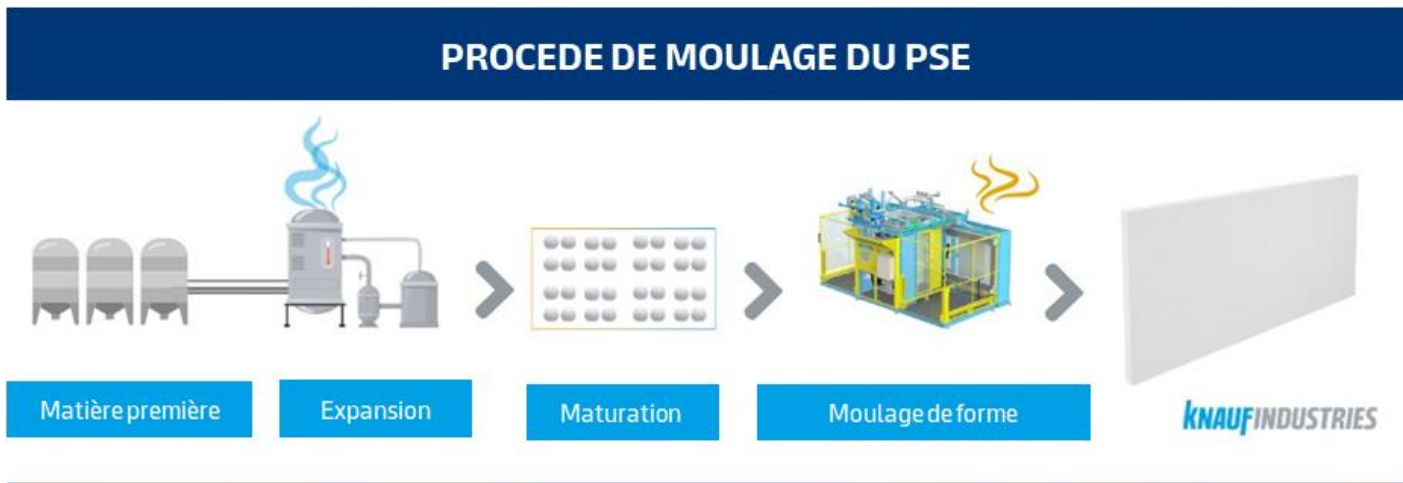 PROCEDE DE MOULAGE DU PSE
Matière première
Expansion
Maturation
Moulage de forme
KNAUFINDUSTRIES